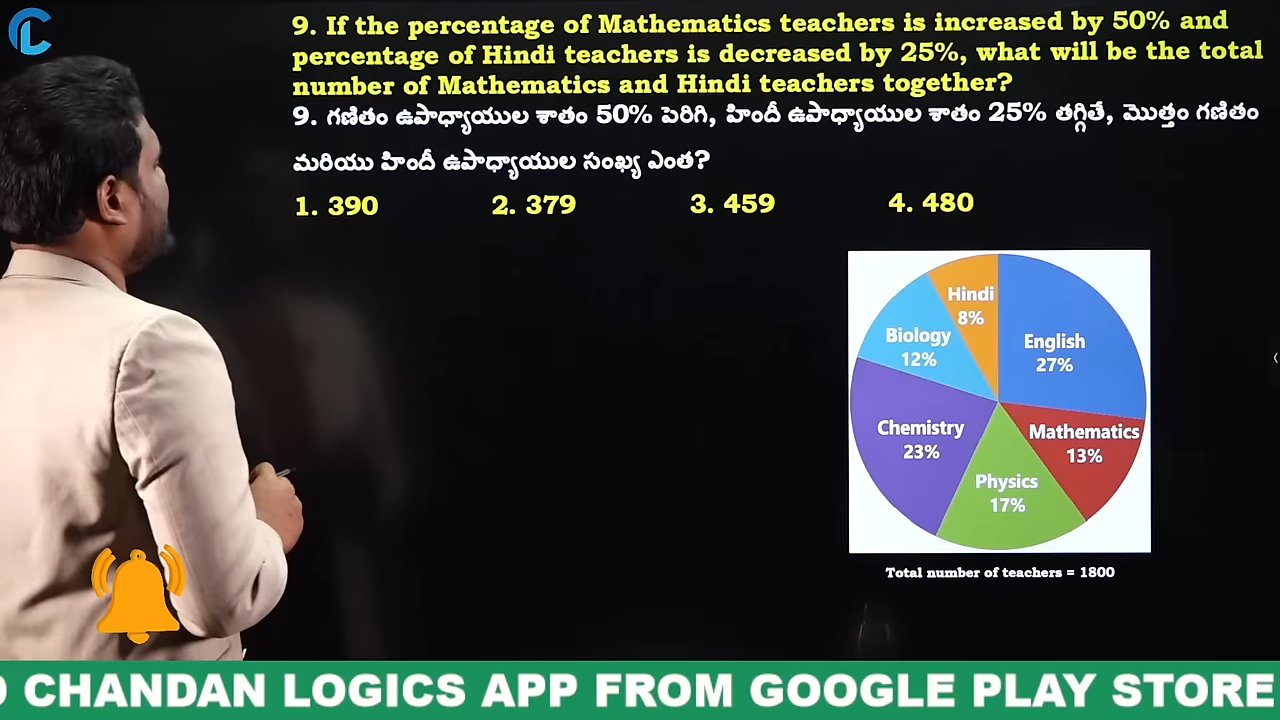 9. If the percentage of Mathematics teachers is increased by 50% and
percentage of Hindi teachers is decreased by 25%, what will be the total
number of Mathematics and Hindi teachers together?
9. గణితం ఉపాధ్యాయుల శాతం 50% పెరిగి, హిందీ ఉపాధ్యాయుల శాతం 25% తగ్గితే, మొత్తం గణితం
మరియు హిందీ ఉపాధ్యాయుల సంఖ్య ఎంత?
1. 390 2. 379 3. 459 4. 480
Hindi
8%
Biology
12%
English
27%
Chemistry
23%
Mathematics
13%
Physics
17%
Total number of teachers = 1800
CHANDAN LOGICS APP FROM GOOGLE PLAY STORE